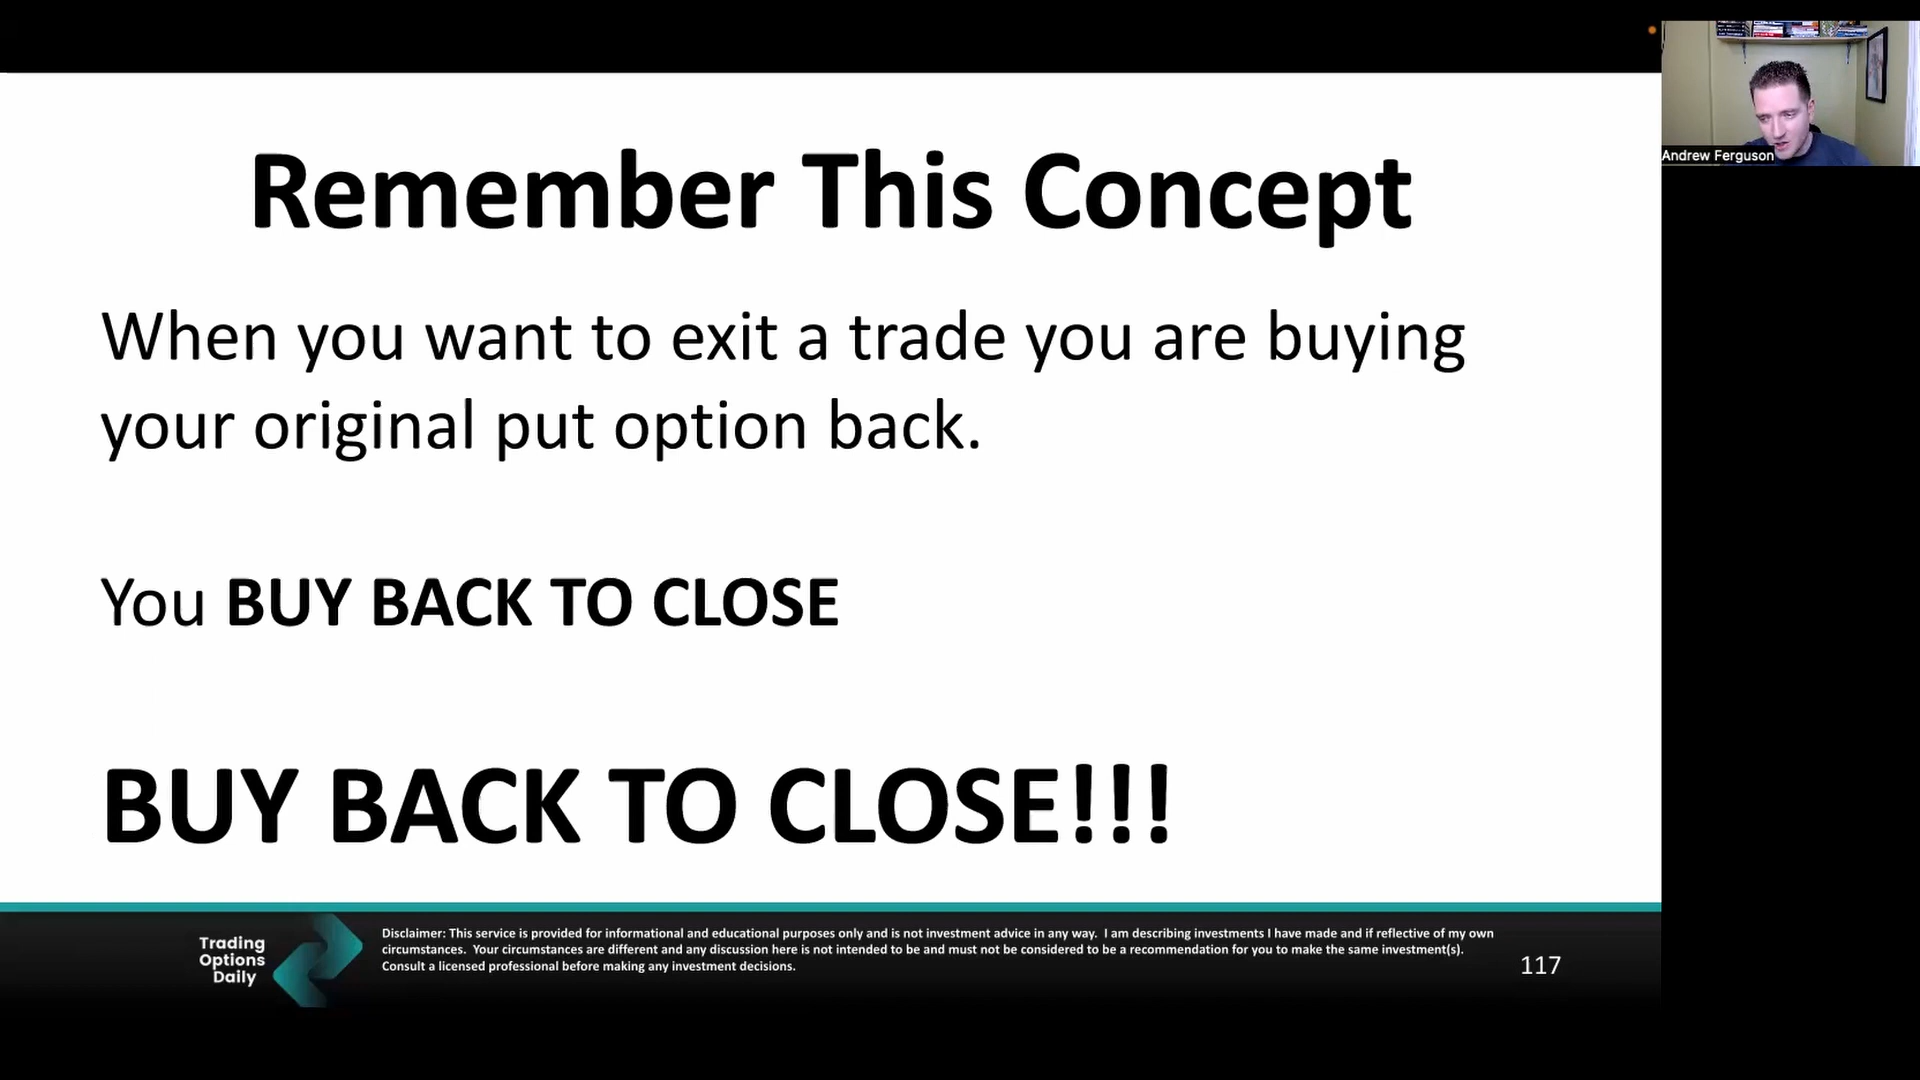 Remember This Concept
When you want to exit a trade you are buying
your original put option back.
You BUY BACK TO CLOSE
BUY BACK TO CLOSE!!!
Trading
Options
Daily
Disclaimer: This service is provided for informational and educational purposes only and is not investment advice in any way.  I am describing investments I have made and if reflective of my own
circumstances.  Your circumstances are different and any discussion here is not intended to be and must not be considered to be a recommendation for you to make the same investment(s).
Consult a licensed professional before making any investment decisions.
117
Andrew Ferguson